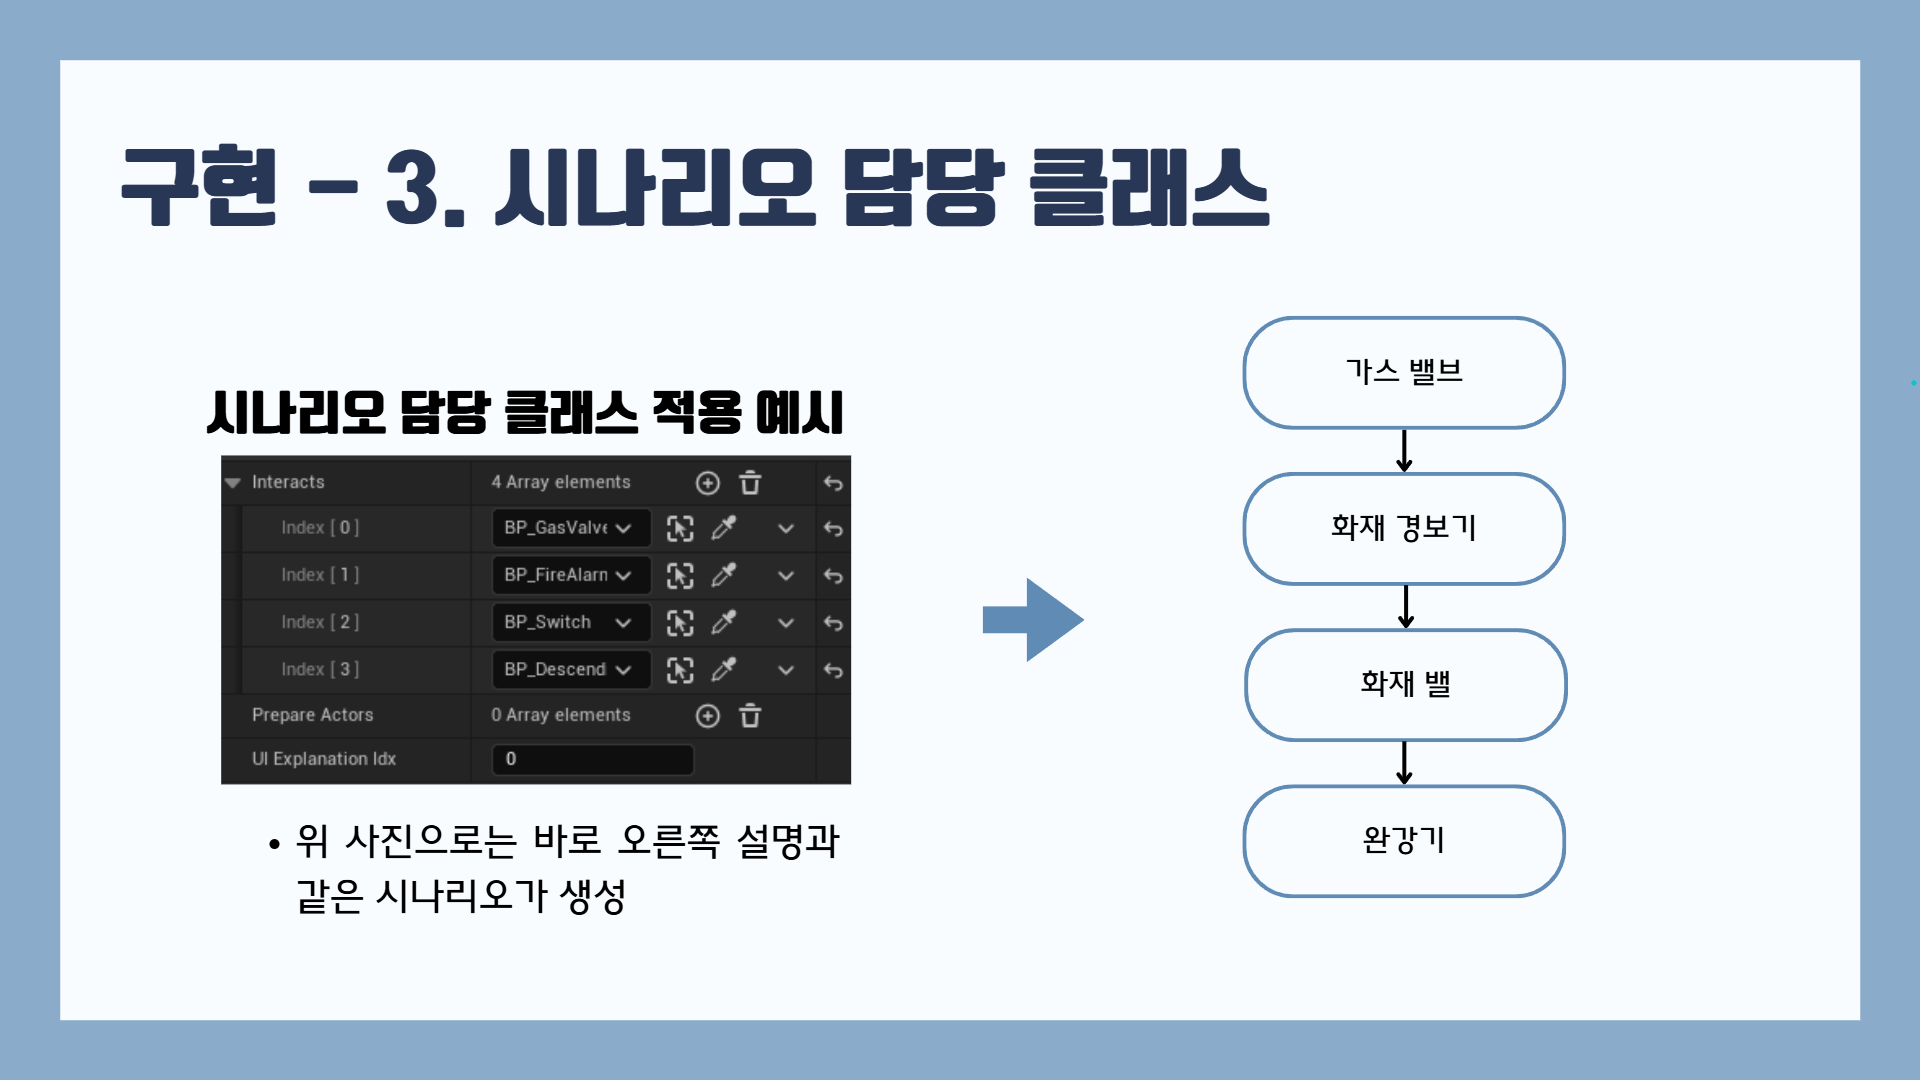 구현 - 3. 시나리오 담당 클래스
시나리오 담당 클래스 적용 예시
Interacts 4 Array elements
Index [ 0 ] BP_GasValve
Index [ 1 ] BP_FireAlarm
Index [ 2 ] BP_Switch
Index [ 3 ] BP_Descend
Prepare Actors 0 Array elements
UI Explanation Idx 0
• 위 사진으로는 바로 오른쪽 설명과
같은 시나리오가 생성
가스 밸브
화재 경보기
화재 밸
완강기